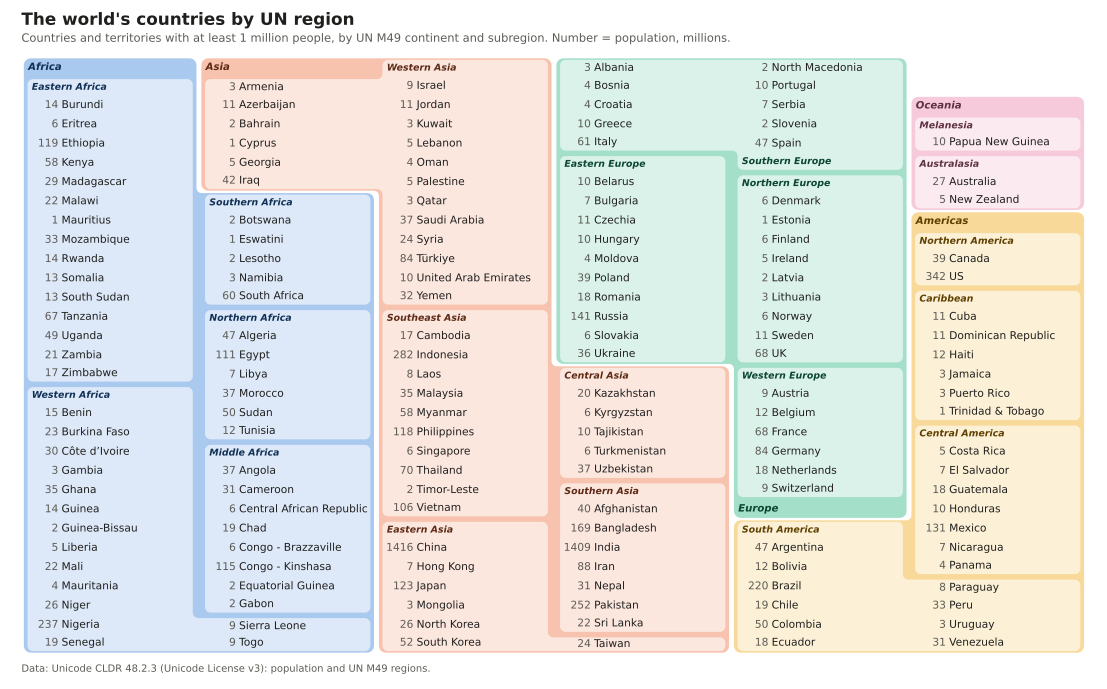 The world's countries by UN region
Countries and territories with at least 1 million people, by UN M49 continent and subregion. Number = population, millions.
Africa
Eastern Africa
14 Burundi
6 Eritrea
119 Ethiopia
58 Kenya
29 Madagascar
22 Malawi
1 Mauritius
33 Mozambique
14 Rwanda
13 Somalia
13 South Sudan
67 Tanzania
49 Uganda
21 Zambia
17 Zimbabwe
Western Africa
15 Benin
23 Burkina Faso
30 Côte d’Ivoire
3 Gambia
35 Ghana
14 Guinea
2 Guinea-Bissau
5 Liberia
22 Mali
4 Mauritania
26 Niger
237 Nigeria
19 Senegal
9 Sierra Leone
9 Togo
Southern Africa
2 Botswana
1 Eswatini
2 Lesotho
3 Namibia
60 South Africa
Northern Africa
47 Algeria
111 Egypt
7 Libya
37 Morocco
50 Sudan
12 Tunisia
Middle Africa
37 Angola
31 Cameroon
6 Central African Republic
19 Chad
6 Congo - Brazzaville
115 Congo - Kinshasa
2 Equatorial Guinea
2 Gabon
Asia
3 Armenia
11 Azerbaijan
2 Bahrain
1 Cyprus
5 Georgia
42 Iraq
Western Asia
9 Israel
11 Jordan
3 Kuwait
5 Lebanon
4 Oman
5 Palestine
3 Qatar
37 Saudi Arabia
24 Syria
84 Türkiye
10 United Arab Emirates
32 Yemen
Southeast Asia
17 Cambodia
282 Indonesia
8 Laos
35 Malaysia
58 Myanmar
118 Philippines
6 Singapore
70 Thailand
2 Timor-Leste
106 Vietnam
Eastern Asia
1416 China
7 Hong Kong
123 Japan
3 Mongolia
26 North Korea
52 South Korea
24 Taiwan
Central Asia
20 Kazakhstan
6 Kyrgyzstan
10 Tajikistan
6 Turkmenistan
37 Uzbekistan
Southern Asia
40 Afghanistan
169 Bangladesh
1409 India
88 Iran
31 Nepal
252 Pakistan
22 Sri Lanka
3 Albania
4 Bosnia
4 Croatia
10 Greece
61 Italy
2 North Macedonia
10 Portugal
7 Serbia
2 Slovenia
47 Spain
Southern Europe
Eastern Europe
10 Belarus
7 Bulgaria
11 Czechia
10 Hungary
4 Moldova
39 Poland
18 Romania
141 Russia
6 Slovakia
36 Ukraine
Northern Europe
6 Denmark
1 Estonia
6 Finland
5 Ireland
2 Latvia
3 Lithuania
6 Norway
11 Sweden
68 UK
Western Europe
9 Austria
12 Belgium
68 France
84 Germany
18 Netherlands
9 Switzerland
Europe
Oceania
Melanesia
10 Papua New Guinea
Australasia
27 Australia
5 New Zealand
Americas
Northern America
39 Canada
342 US
Caribbean
11 Cuba
11 Dominican Republic
12 Haiti
3 Jamaica
3 Puerto Rico
1 Trinidad & Tobago
Central America
5 Costa Rica
7 El Salvador
18 Guatemala
10 Honduras
131 Mexico
7 Nicaragua
4 Panama
South America
47 Argentina
12 Bolivia
220 Brazil
19 Chile
50 Colombia
18 Ecuador
8 Paraguay
33 Peru
3 Uruguay
31 Venezuela
Data: Unicode CLDR 48.2.3 (Unicode License v3): population and UN M49 regions.